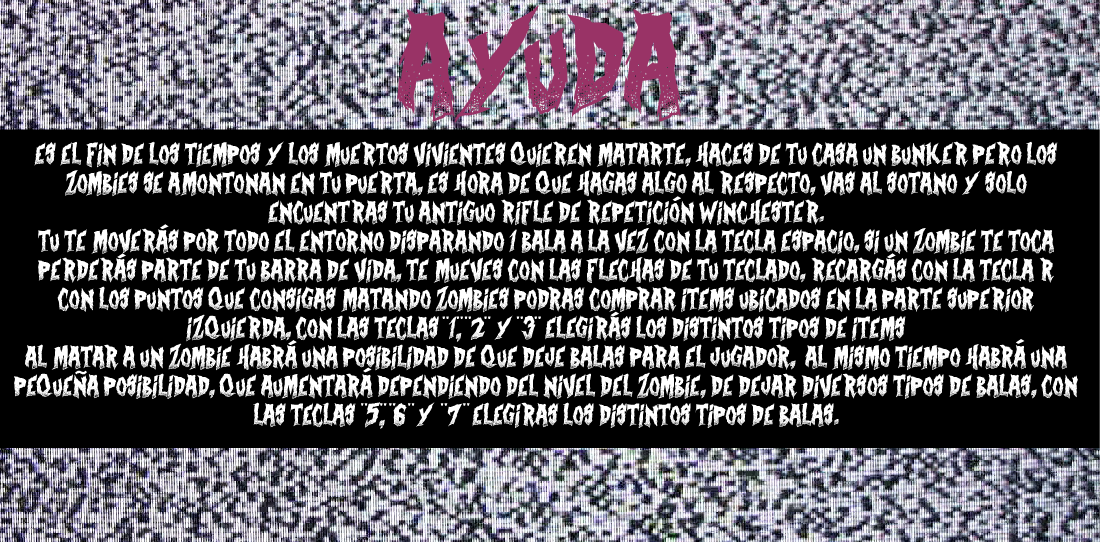 AYUDA
ES EL FIN DE LOS TIEMPOS Y LOS MUERTOS VIVIENTES QUIEREN MATARTE, HACES DE TU CASA UN BUNKER PERO LOS
ZOMBIES SE AMONTONAN EN TU PUERTA, ES HORA DE QUE HAGAS ALGO AL RESPECTO, VAS AL SOTANO Y SOLO
ENCUENTRAS TU ANTIGUO RIFLE DE REPETICIÓN WINCHESTER.
TU TE MOVERÁS POR TODO EL ENTORNO DISPARANDO 1 BALA A LA VEZ CON LA TECLA ESPACIO, SI UN ZOMBIE TE TOCA
PERDERÁS PARTE DE TU BARRA DE VIDA, TE MUEVES CON LAS FLECHAS DE TU TECLADO, RECARGÁS CON LA TECLA R
CON LOS PUNTOS QUE CONSIGAS MATANDO ZOMBIES PODRAS COMPRAR ITEMS UBICADOS EN LA PARTE SUPERIOR
IZQUIERDA, CON LAS TECLAS "1,"2" Y "3" ELEGIRÁS LOS DISTINTOS TIPOS DE ITEMS
AL MATAR A UN ZOMBIE HABRÁ UNA POSIBILIDAD DE QUE DEJE BALAS PARA EL JUGADOR, AL MISMO TIEMPO HABRÁ UNA
PEQUEÑA POSIBILIDAD, QUE AUMENTARÁ DEPENDIENDO DEL NIVEL DEL ZOMBIE, DE DEJAR DIVERSOS TIPOS DE BALAS, CON
LAS TECLAS "5,"6" Y "7" ELEGIRAS LOS DISTINTOS TIPOS DE BALAS.